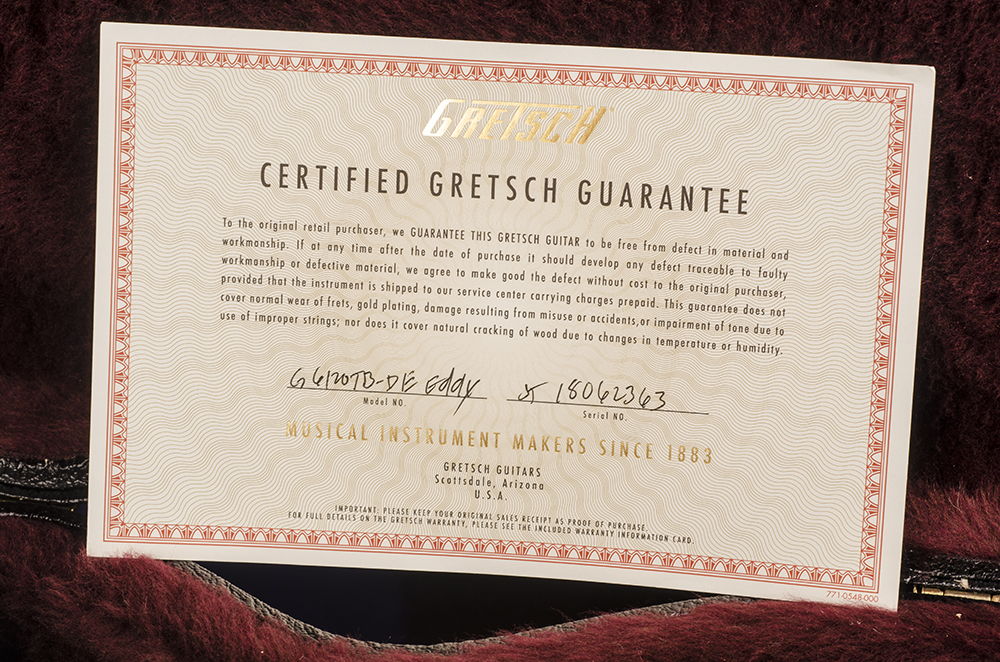 GRETSCH
CERTIFIED GRETSCH GUARANTEE
To the original retail purchaser, we GUARANTEE THIS GRETSCH GUITAR to be free from defect in material and
workmanship. If at any time after the date of purchase it should develop any defect traceable to faulty
workmanship or defective material, we agree to make good the defect without cost to the original purchaser,
provided that the instrument is shipped to our service center carrying charges prepaid. This guarantee does not
cover normal wear of frets, gold plating, damage resulting from misuse or accidents,or impairment of tone due to
use of improper strings; nor does it cover natural cracking of wood due to changes in temperature or humidity.
G6120TB-DE Eddy JT 18062363
Model NO. Serial NO.
MUSICAL INSTRUMENT MAKERS SINCE 1883
GRETSCH GUITARS
Scottsdale, Arizona
U.S.A.
IMPORTANT: PLEASE KEEP YOUR ORIGINAL SALES RECEIPT AS PROOF OF PURCHASE.
FOR FULL DETAILS ON THE GRETSCH WARRANTY, PLEASE SEE THE INCLUDED WARRANTY INFORMATION CARD.
771-0548-000